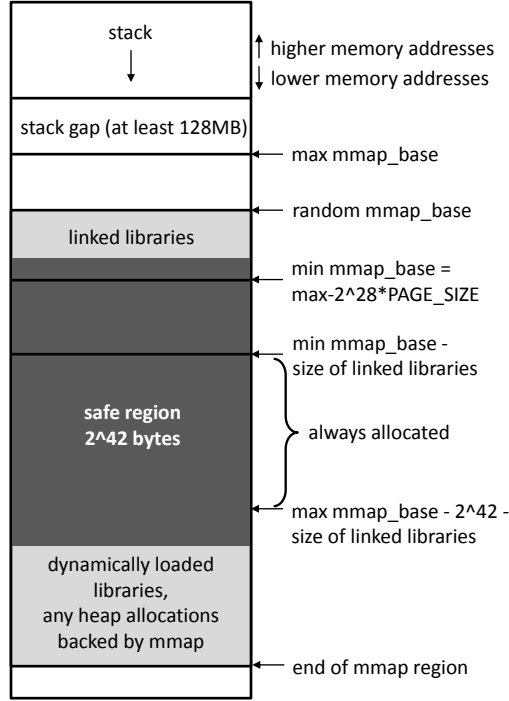 stack
↑ higher memory addresses
↓ lower memory addresses
stack gap (at least 128MB)
max mmap_base
random mmap_base
linked libraries
min mmap_base =
max-2^28*PAGE_SIZE
min mmap_base -
size of linked libraries
safe region
2^42 bytes
always allocated
max mmap_base - 2^42 -
size of linked libraries
dynamically loaded
libraries,
any heap allocations
backed by mmap
end of mmap region